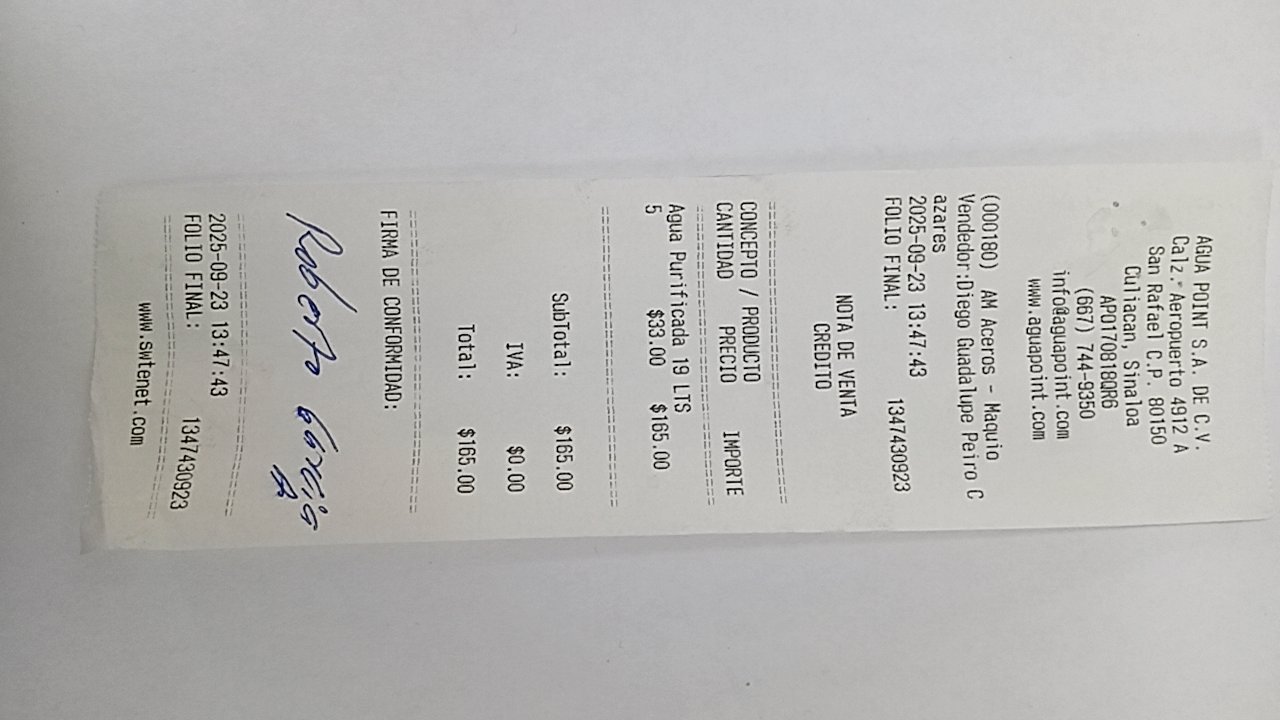 AGUA POINT S.A. DE C.V.
Calz. Aeropuerto 4912 A
San Rafael C.P. 80150
Culiacan, Sinaloa
APO170818QR6
(667) 744-9350
info@aguapoint.com
www.aguapoint.com
(000180) AM Aceros - Maquio
Vendedor:Diego Guadalupe Peiro C
azares
2025-09-23 13:47:43
FOLIO FINAL: 1347430923
NOTA DE VENTA
CREDITO
CONCEPTO / PRODUCTO
CANTIDAD PRECIO IMPORTE
Agua Purificada 19 LTS
5 $33.00 $165.00
SubTotal: $165.00
IVA: $0.00
Total: $165.00
FIRMA DE CONFORMIDAD:
Roberto García
2025-09-23 13:47:43
FOLIO FINAL: 1347430923
www.swtenet.com